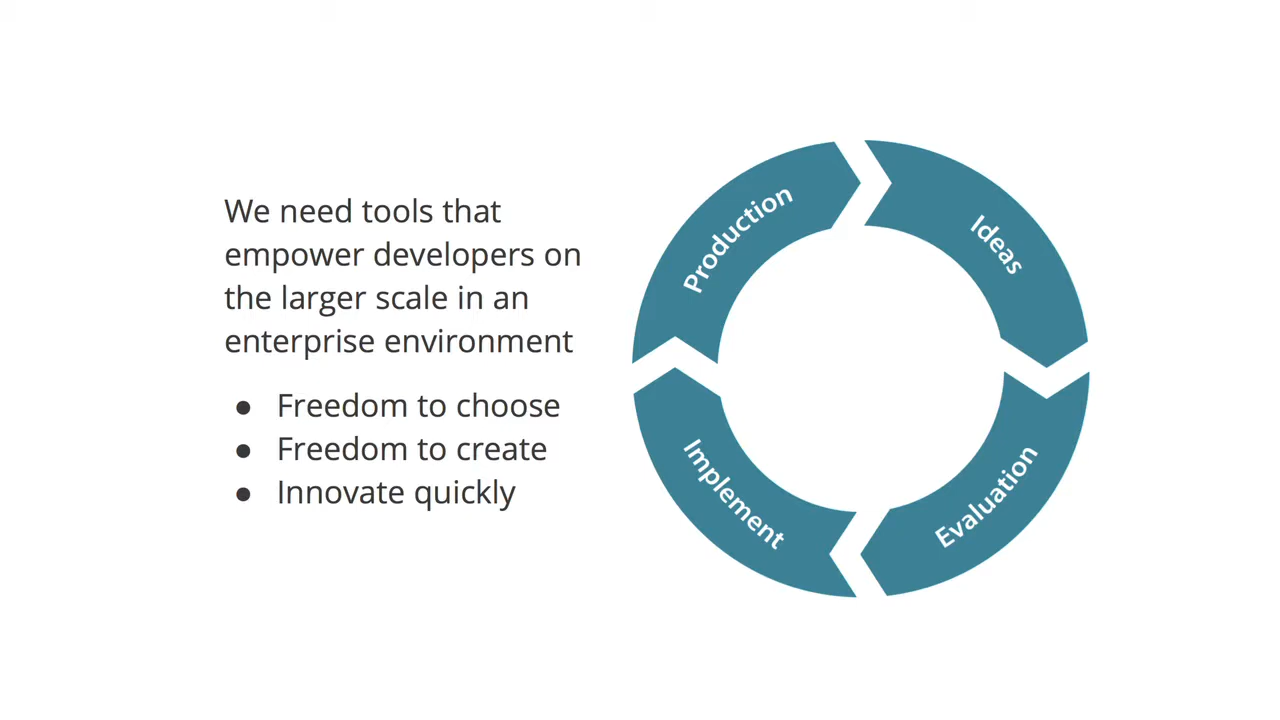 We need tools that
empower developers on
the larger scale in an
enterprise environment
● Freedom to choose
● Freedom to create
● Innovate quickly
Production
Ideas
Implement
Evaluation